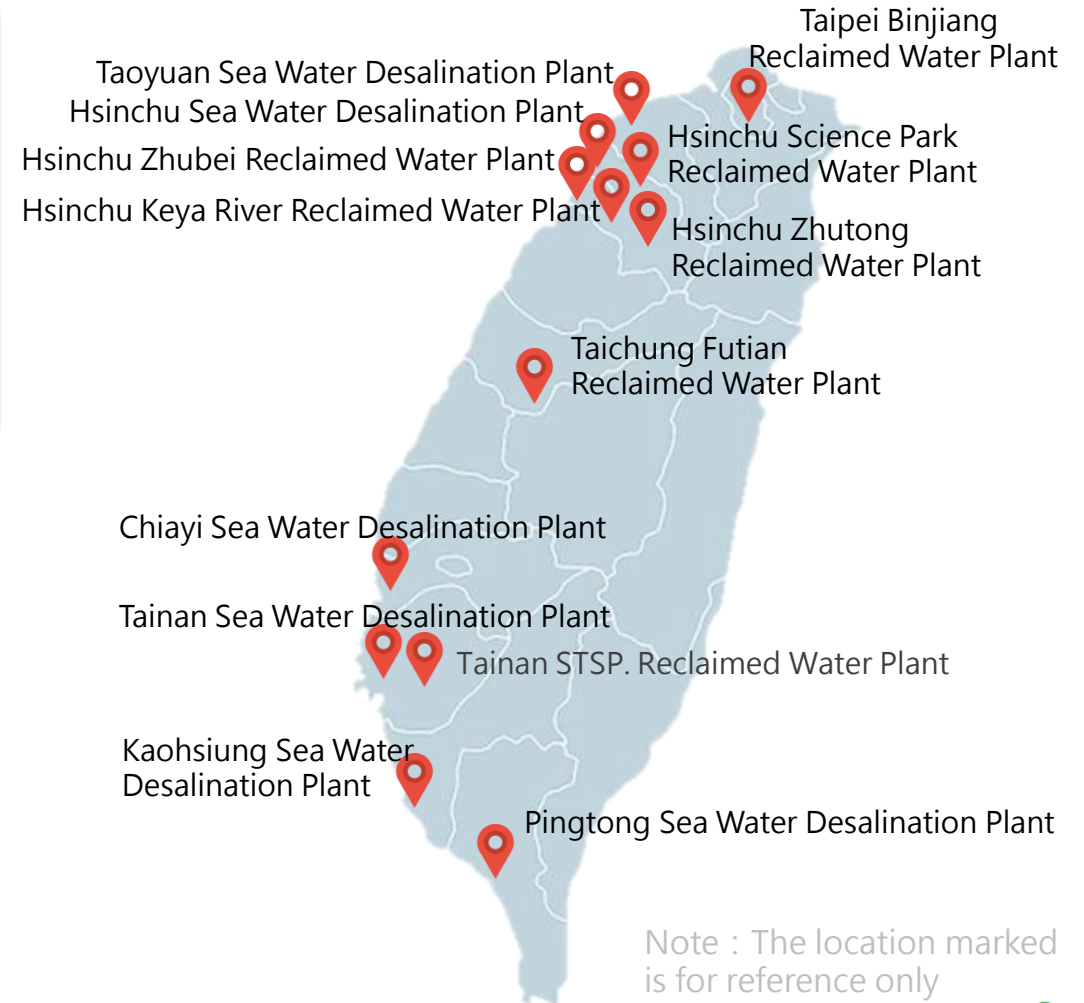 Taipei Binjiang
Reclaimed Water Plant
Taoyuan Sea Water Desalination Plant
Hsinchu Sea Water Desalination Plant
Hsinchu Science Park
Reclaimed Water Plant
Hsinchu Zhubei Reclaimed Water Plant
Hsinchu Keya River Reclaimed Water Plant
Hsinchu Zhutong
Reclaimed Water Plant
Taichung Futian
Reclaimed Water Plant
Chiayi Sea Water Desalination Plant
Tainan Sea Water Desalination Plant
Tainan STSP. Reclaimed Water Plant
Kaohsiung Sea Water
Desalination Plant
Pingtong Sea Water Desalination Plant
Note：The location marked
is for reference only